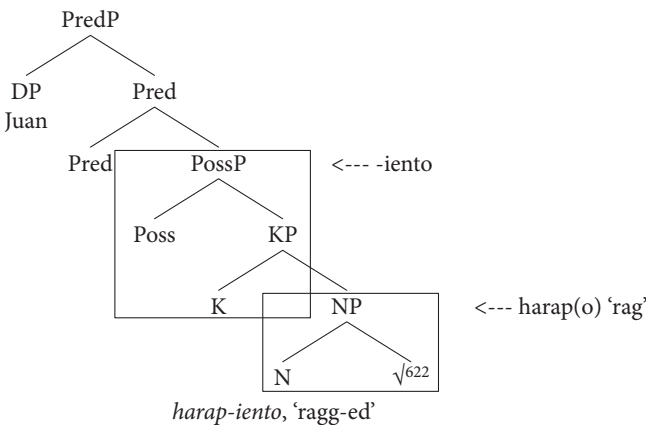 PredP
DP Pred
Juan
Pred PossP <--- -iento
Poss KP
K NP <--- harap(o) ‘rag’
N √622
harap-iento, ‘ragg-ed’